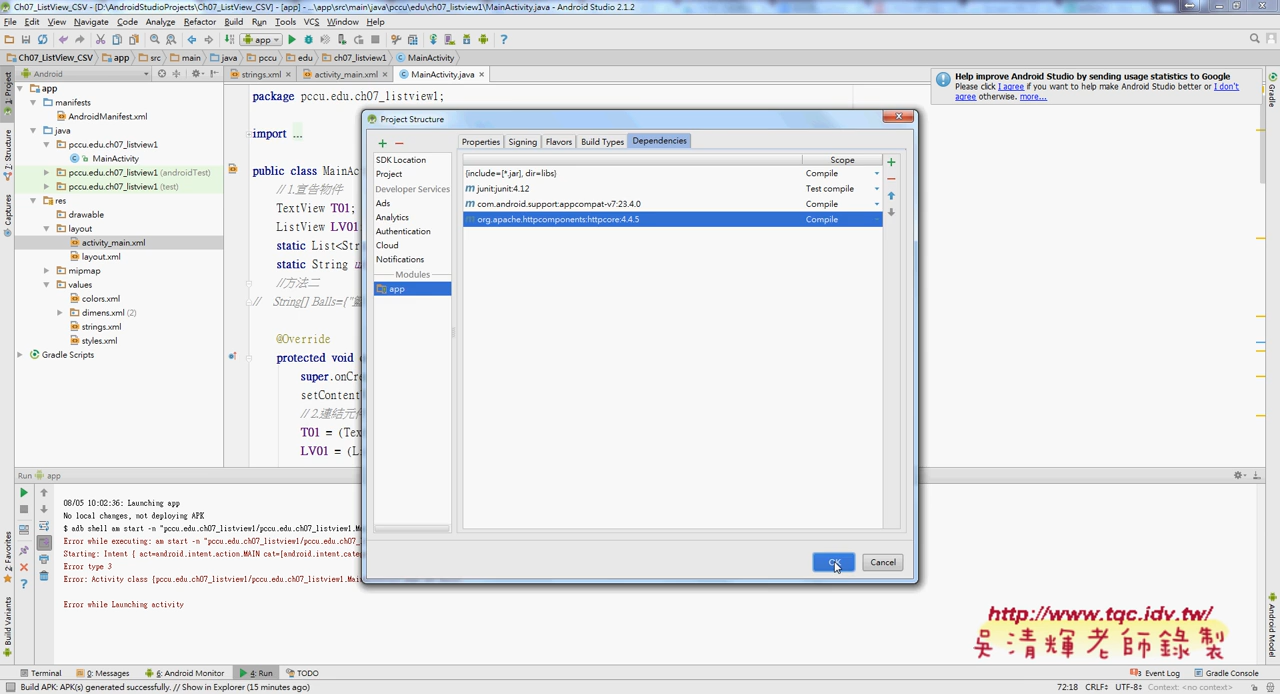 Ch07_ListView_CSV - [D:\AndroidStudioProjects\Ch07_ListView_CSV] - [app] - ...\app\src\main\java\pccu\edu\ch07_listview1\MainActivity.java - Android Studio 2.1.2
File Edit View Navigate Code Analyze Refactor Build Run Tools VCS Window Help
app
Ch07_ListView_CSV app src main java pccu edu ch07_listview1 MainActivity
Android
strings.xml activity_main.xml MainActivity.java
Help improve Android Studio by sending usage statistics to Google
Please click I agree if you want to help make Android Studio better or I don't
agree otherwise. more...
1: Project
Structure
Captures
2: Favorites
Build Variants
Gradle
Android Model
app
manifests
AndroidManifest.xml
java
pccu.edu.ch07_listview1
MainActivity
pccu.edu.ch07_listview1 (androidTest)
pccu.edu.ch07_listview1 (test)
res
drawable
layout
activity_main.xml
layout.xml
mipmap
values
colors.xml
dimens.xml (2)
strings.xml
styles.xml
Gradle Scripts
package pccu.edu.ch07_listview1;
import ...
public class MainAc
// 1.宣告物件
TextView T01;
ListView LV01
static List<Str
static String u
//方法二
// String[] Balls={"
@Override
protected void o
super.onCre
setContent
// 2.連結元件
T01 = (Tex
LV01 = (Li
Project Structure
SDK Location
Project
Developer Services
Ads
Analytics
Authentication
Cloud
Notifications
Modules
app
Properties Signing Flavors Build Types Dependencies
Scope
{include=[*.jar], dir=libs} Compile
junit:junit:4.12 Test compile
com.android.support:appcompat-v7:23.4.0 Compile
org.apache.httpcomponents:httpcore:4.4.5 Compile
OK Cancel
Run app
08/05 10:02:36: Launching app
No local changes, not deploying APK
$ adb shell am start -n "pccu.edu.ch07_listview1/pccu.edu.ch07_listview1.M
Error while executing: am start -n "pccu.edu.ch07_listview1/pccu.edu.ch07_
Starting: Intent { act=android.intent.action.MAIN cat=[android.intent.categ
Error type 3
Error: Activity class {pccu.edu.ch07_listview1/pccu.edu.ch07_listview1.Mai
Error while Launching activity
http://www.tqc.idv.tw/
吳清輝老師錄製
Terminal 0: Messages 6: Android Monitor 4: Run TODO Event Log Gradle Console
Build APK: APK(s) generated successfully. // Show in Explorer (15 minutes ago) 72:18 CRLF UTF-8 Context: <no context>